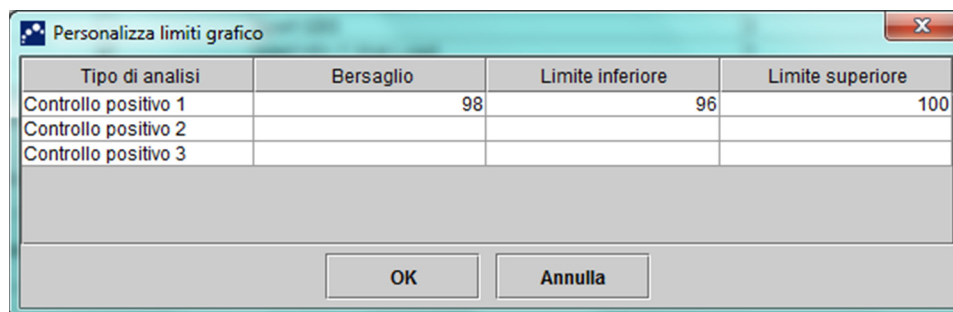 Personalizza limiti grafico
Tipo di analisi Bersaglio Limite inferiore Limite superiore
Controllo positivo 1 98 96 100
Controllo positivo 2
Controllo positivo 3
OK Annulla